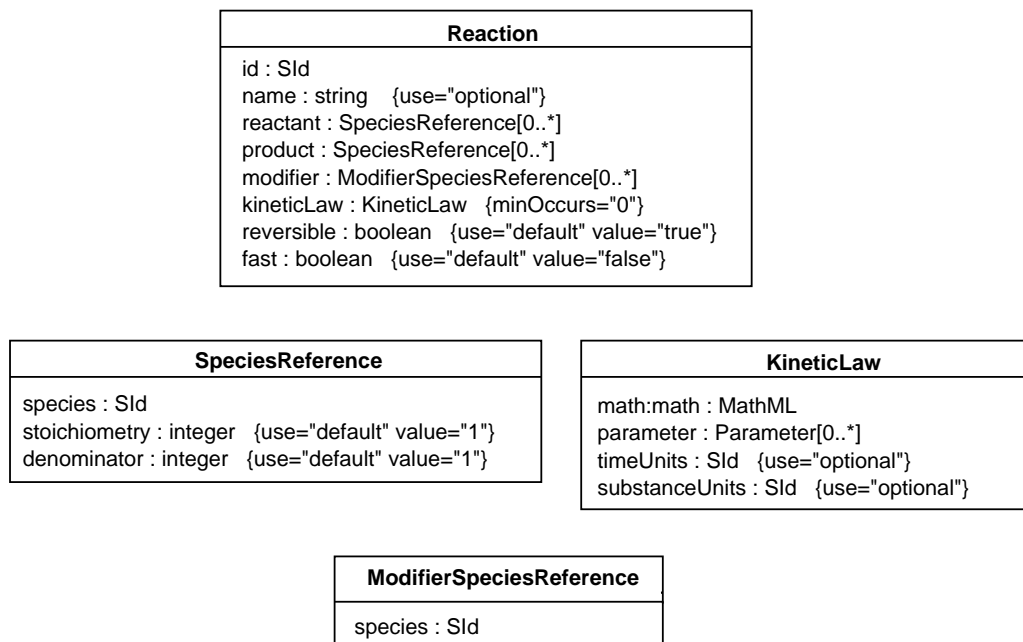 Reaction
id : SId
name : string {use="optional"}
reactant : SpeciesReference[0..*]
product : SpeciesReference[0..*]
modifier : ModifierSpeciesReference[0..*]
kineticLaw : KineticLaw {minOccurs="0"}
reversible : boolean {use="default" value="true"}
fast : boolean {use="default" value="false"}
SpeciesReference
species : SId
stoichiometry : integer {use="default" value="1"}
denominator : integer {use="default" value="1"}
KineticLaw
math:math : MathML
parameter : Parameter[0..*]
timeUnits : SId {use="optional"}
substanceUnits : SId {use="optional"}
ModifierSpeciesReference
species : SId